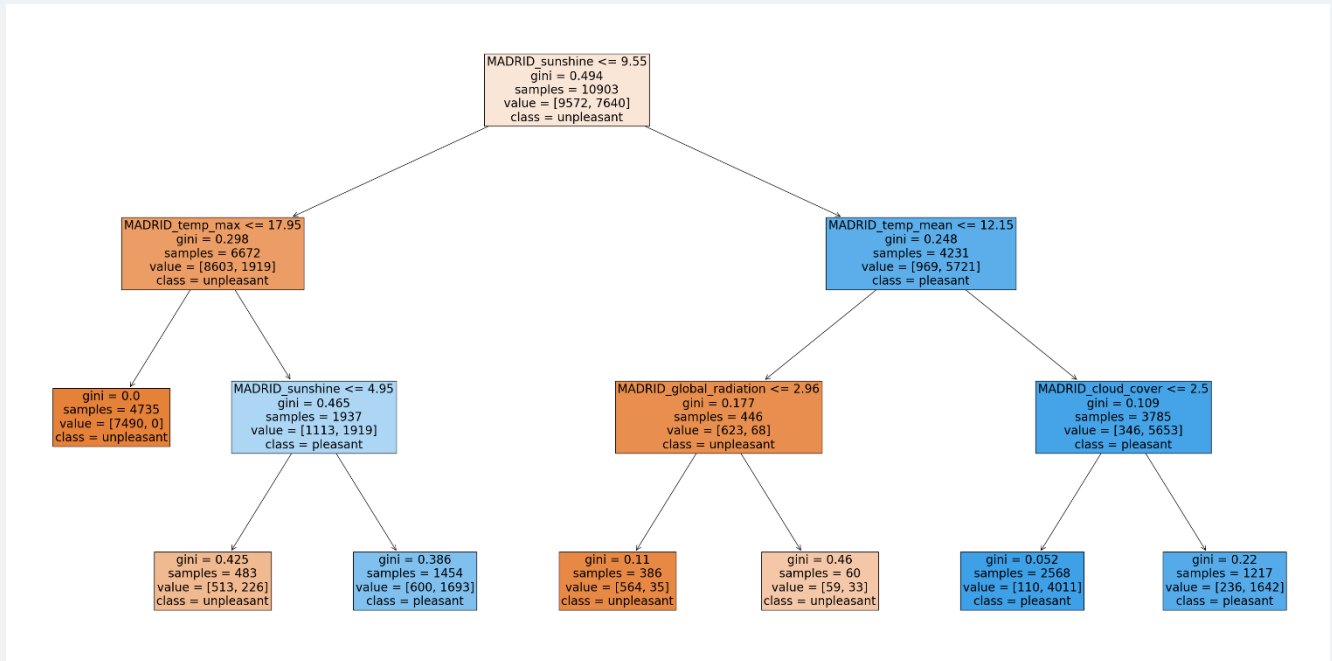 MADRID_sunshine <= 9.55
gini = 0.494
samples = 10903
value = [9572, 7640]
class = unpleasant
MADRID_temp_max <= 17.95
gini = 0.298
samples = 6672
value = [8603, 1919]
class = unpleasant
MADRID_temp_mean <= 12.15
gini = 0.248
samples = 4231
value = [969, 5721]
class = pleasant
gini = 0.0
samples = 4735
value = [7490, 0]
class = unpleasant
MADRID_sunshine <= 4.95
gini = 0.465
samples = 1937
value = [1113, 1919]
class = pleasant
MADRID_global_radiation <= 2.96
gini = 0.177
samples = 446
value = [623, 68]
class = unpleasant
MADRID_cloud_cover <= 2.5
gini = 0.109
samples = 3785
value = [346, 5653]
class = pleasant
gini = 0.425
samples = 483
value = [513, 226]
class = unpleasant
gini = 0.386
samples = 1454
value = [600, 1693]
class = pleasant
gini = 0.11
samples = 386
value = [564, 35]
class = unpleasant
gini = 0.46
samples = 60
value = [59, 33]
class = unpleasant
gini = 0.052
samples = 2568
value = [110, 4011]
class = pleasant
gini = 0.22
samples = 1217
value = [236, 1642]
class = pleasant